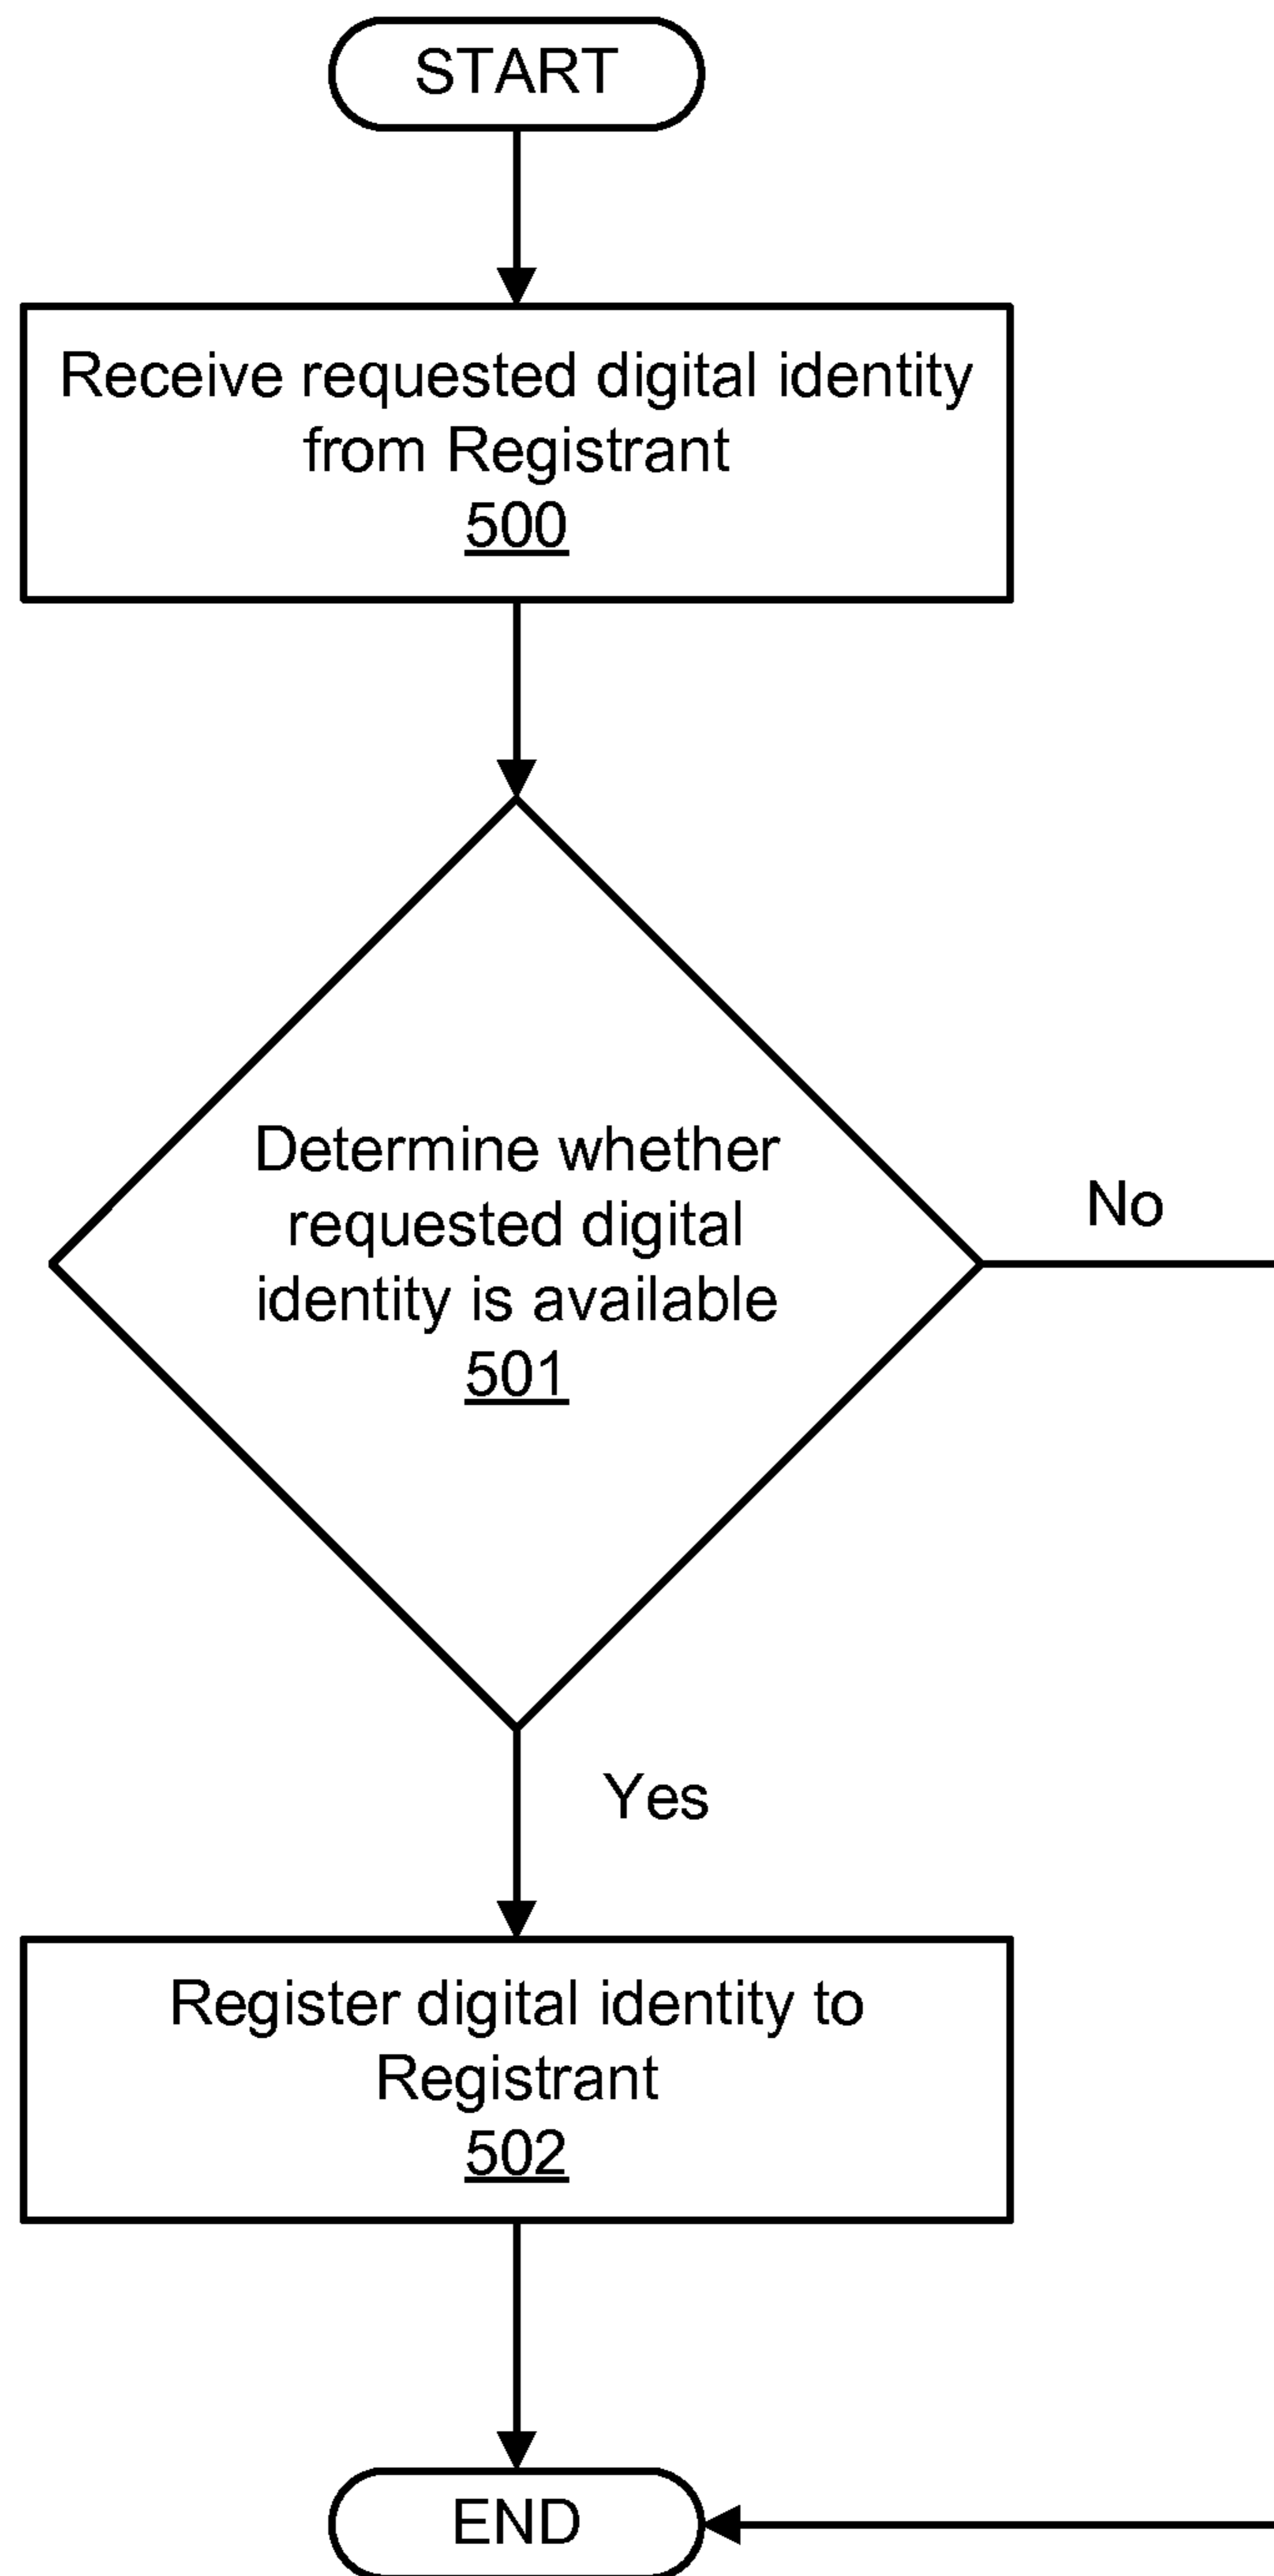 START
Receive requested digital identity
from Registrant
500
Determine whether
requested digital
identity is available
501
No
Yes
Register digital identity to
Registrant
502
END